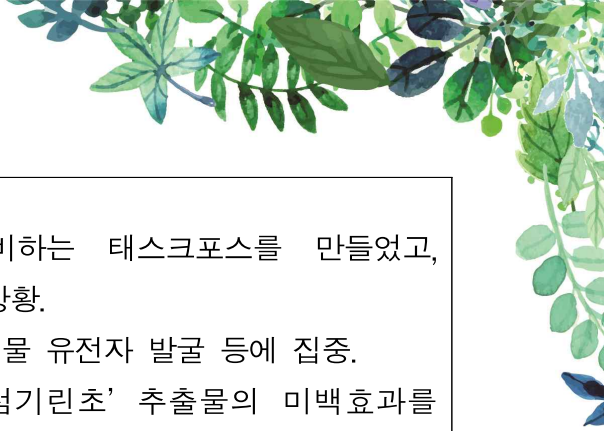 비하는 태스크포스를 만들었고,
상황.
물 유전자 발굴 등에 집중.
섬기린초’ 추출물의 미백효과를